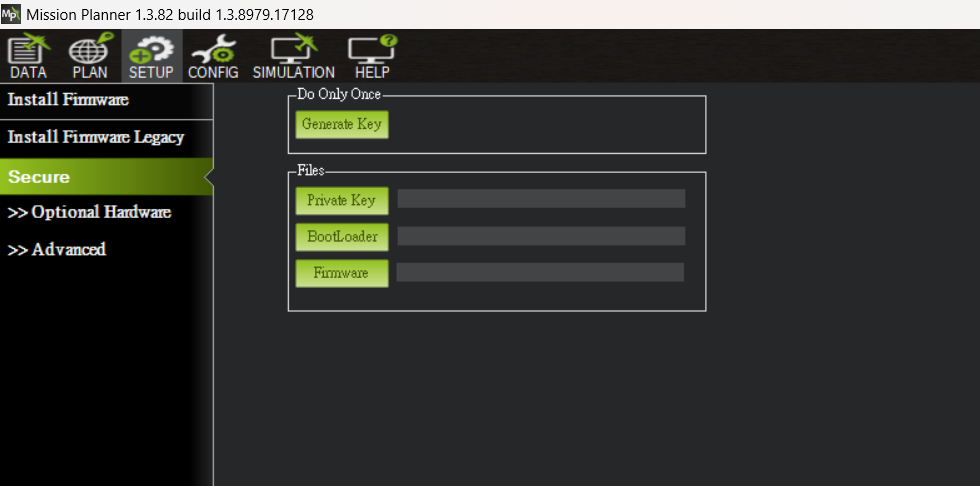 Mp Mission Planner 1.3.82 build 1.3.8979.17128
DATA PLAN SETUP CONFIG SIMULATION HELP
Install Firmware
Install Firmware Legacy
Secure
>> Optional Hardware
>> Advanced
Do Only Once
Generate Key
Files
Private Key
BootLoader
Firmware